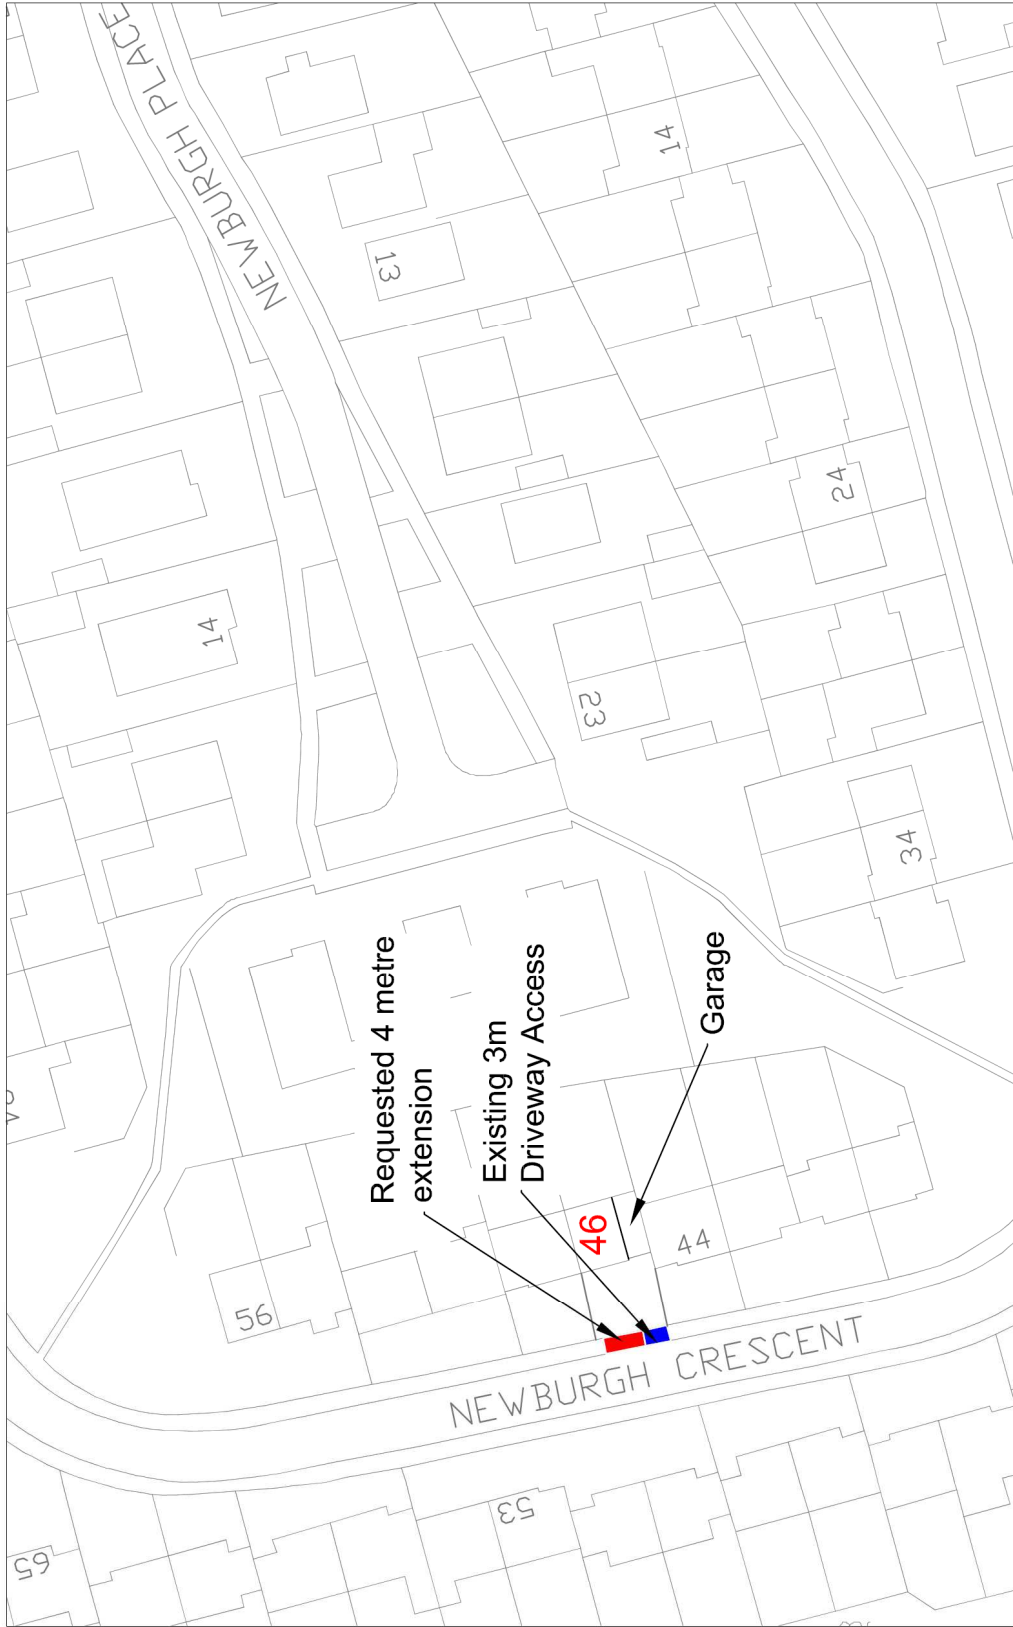 NEWBURGH PLACE
14
13
14
24
14
23
34
Requested 4 metre
extension
Existing 3m
Driveway Access
Garage
46
44
56
NEWBURGH CRESCENT
53
65